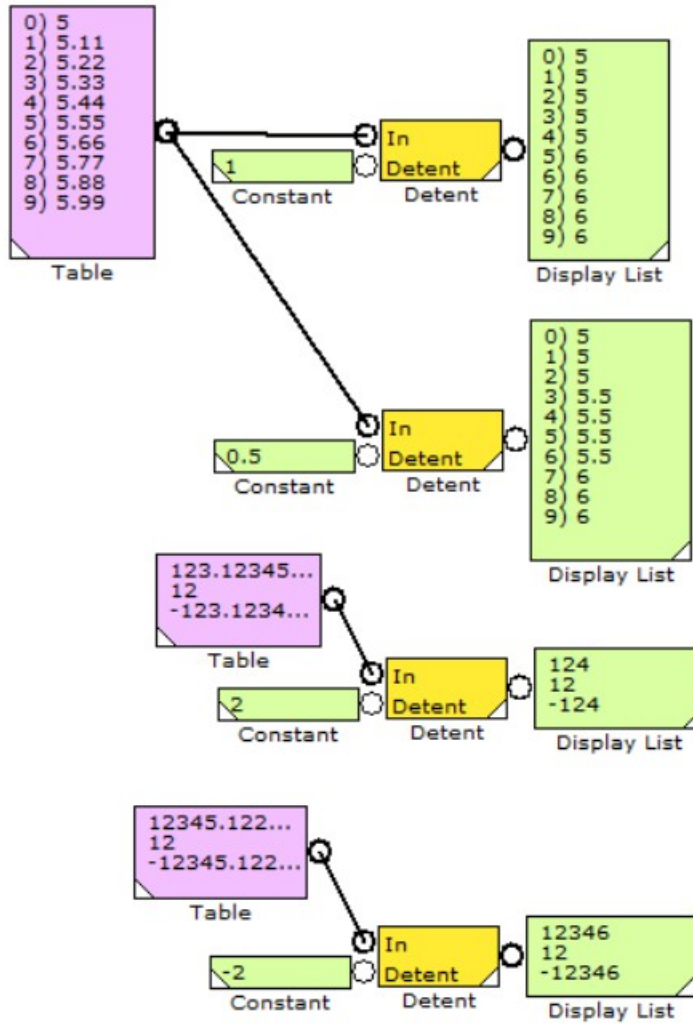 0) 5
1) 5.11
2) 5.22
3) 5.33
4) 5.44
5) 5.55
6) 5.66
7) 5.77
8) 5.88
9) 5.99
Table
1
Constant
In
Detent
Detent
0) 5
1) 5
2) 5
3) 5
4) 5
5) 6
6) 6
7) 6
8) 6
9) 6
Display List
0.5
Constant
In
Detent
Detent
0) 5
1) 5
2) 5
3) 5.5
4) 5.5
5) 5.5
6) 5.5
7) 6
8) 6
9) 6
Display List
123.12345...
12
-123.1234...
Table
2
Constant
In
Detent
Detent
124
12
-124
Display List
12345.122...
12
-12345.122...
Table
-2
Constant
In
Detent
Detent
12346
12
-12346
Display List